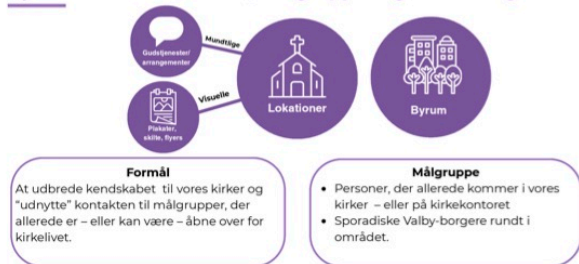 Gudstjenester/
arrangementer
Mundtlige
Visuelle
Plakater,
skilte, flyers
Lokationer
Byrum
Formål
At udbrede kendskabet til vores kirker og
“udnytte” kontakten til målgrupper, der
allerede er – eller kan være – åbne over for
kirkelivet.
Målgruppe
• Personer, der allerede kommer i vores
kirker – eller på kirkekontoret
• Sporadiske Valby-borgere rundt i
området.